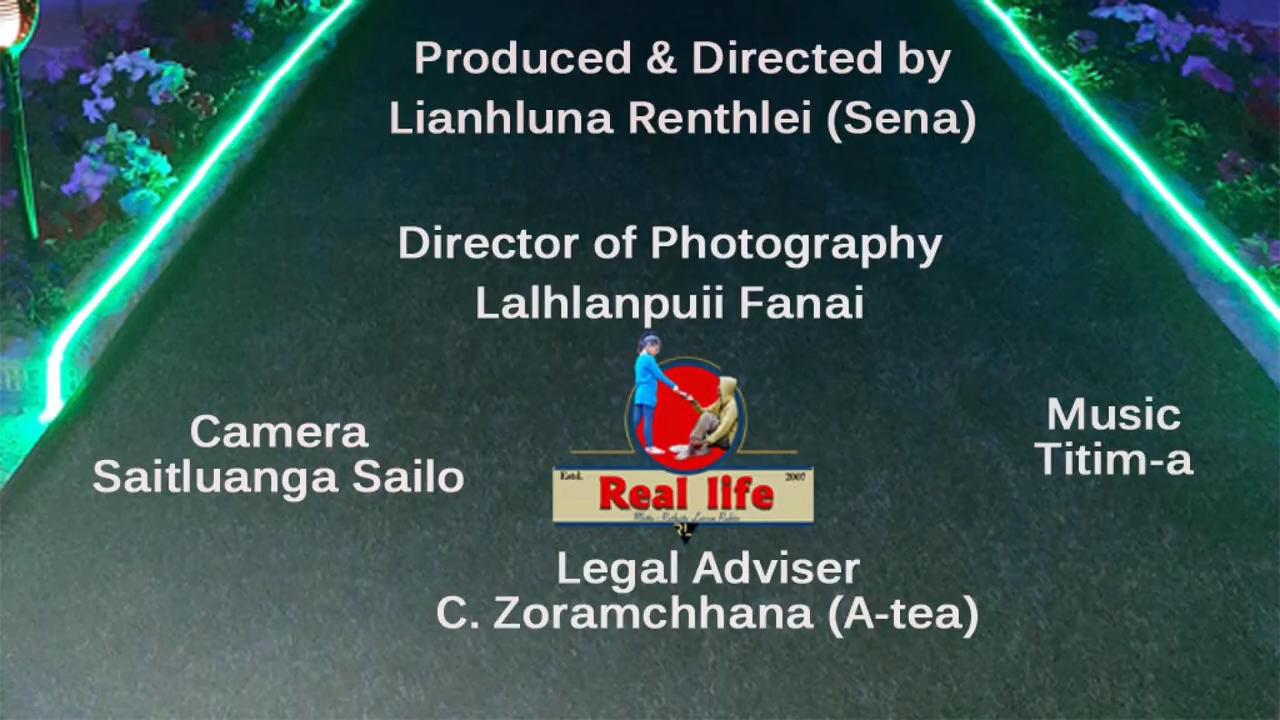 Produced & Directed by
Lianhluna Renthlei (Sena)
Director of Photography
Lalhlanpuii Fanai
Camera
Saitluanga Sailo
Music
Titim-a
Estd.
2007
Real life
RL
Legal Adviser
C. Zoramchhana (A-tea)